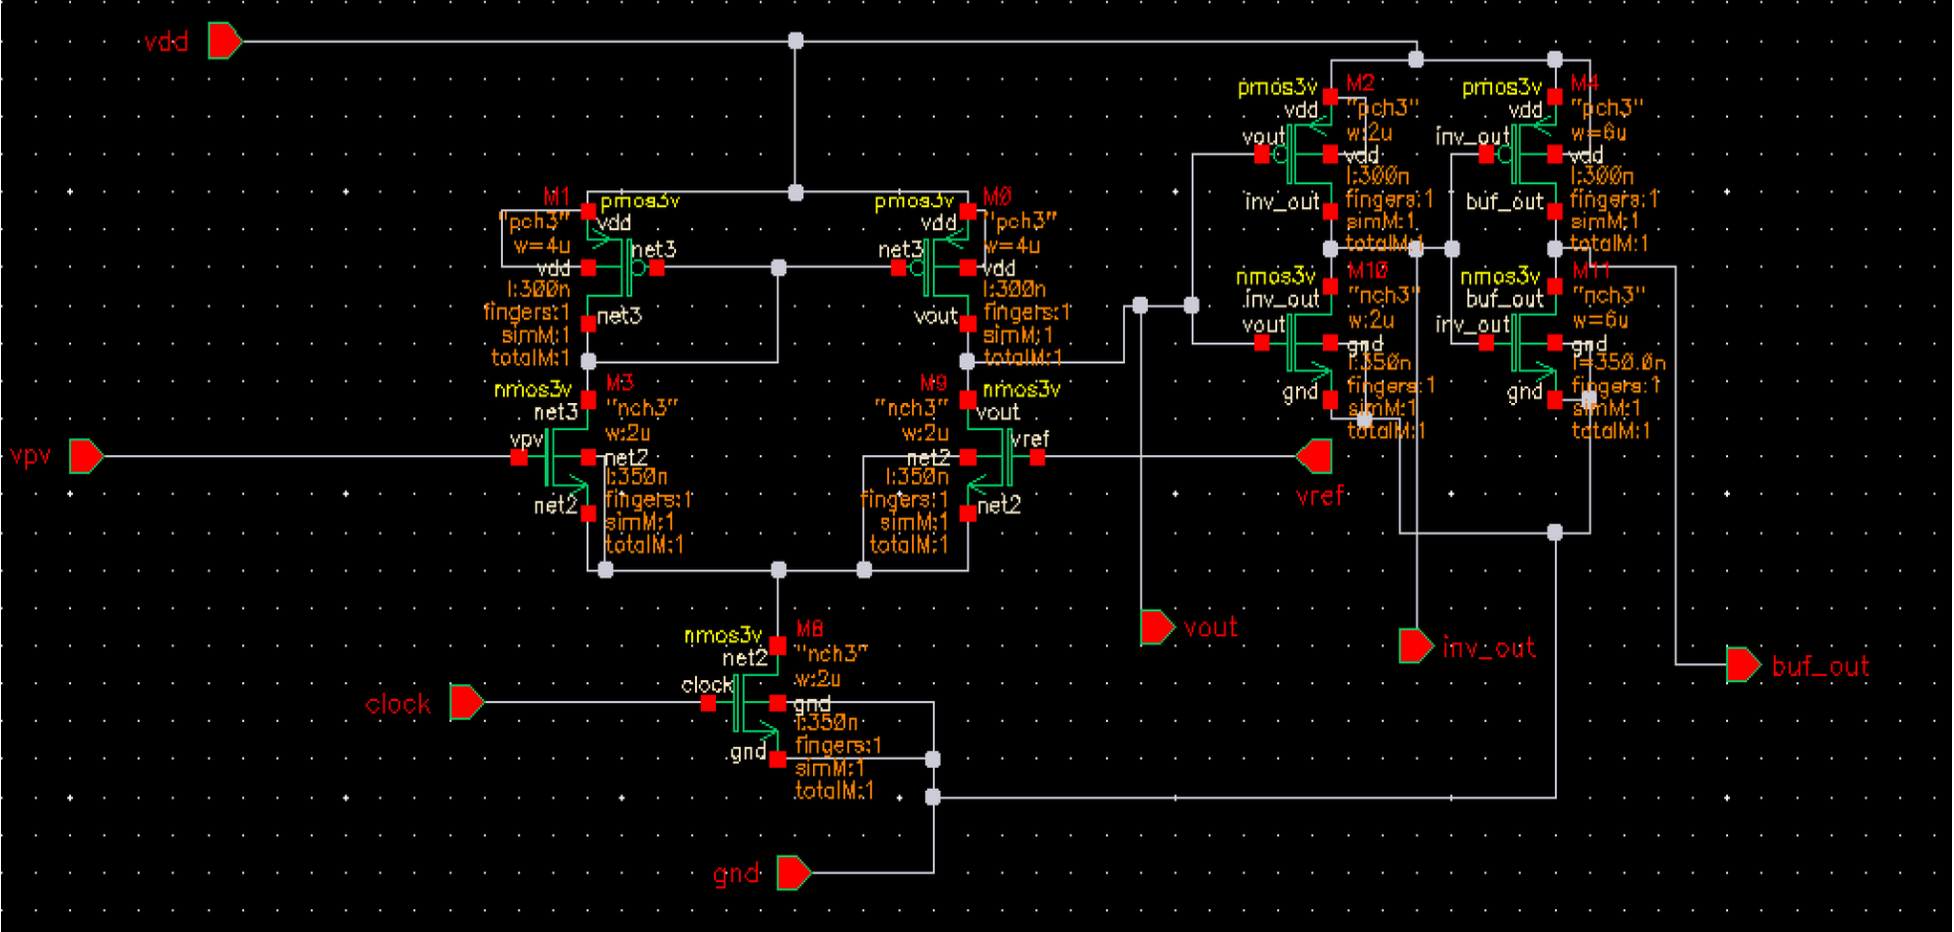 vdd
M1
pmos3v
"pch3"
vdd
w=4u
net3
vdd
l:300n
fingers:1
net3
simM:1
totalM:1
M0
pmos3v
"pch3"
vdd
w=4u
net3
vdd
l:300n
fingers:1
vout
simM:1
totalM:1
M2
pmos3v
"pch3"
vdd
w:2u
vout
vdd
l:300n
fingers:1
inv_out
simM:1
totalM:1
M4
pmos3v
"pch3"
vdd
w=6u
inv_out
vdd
l:300n
fingers:1
buf_out
simM:1
totalM:1
M10
nmos3v
"nch3"
inv_out
w:2u
vout
gnd
l:350n
fingers:1
gnd
simM:1
totalM:1
M11
nmos3v
"nch3"
buf_out
w=6u
inv_out
gnd
l=350.0n
fingers:1
gnd
simM:1
totalM:1
M3
nmos3v
"nch3"
net3
w:2u
vpv
net2
l:350n
fingers:1
net2
simM:1
totalM:1
M9
nmos3v
"nch3"
vout
w:2u
vref
net2
l:350n
fingers:1
net2
simM:1
totalM:1
vpv
vref
M8
nmos3v
"nch3"
net2
w:2u
clock
gnd
l:350n
fingers:1
gnd
simM:1
totalM:1
vout
inv_out
buf_out
clock
gnd